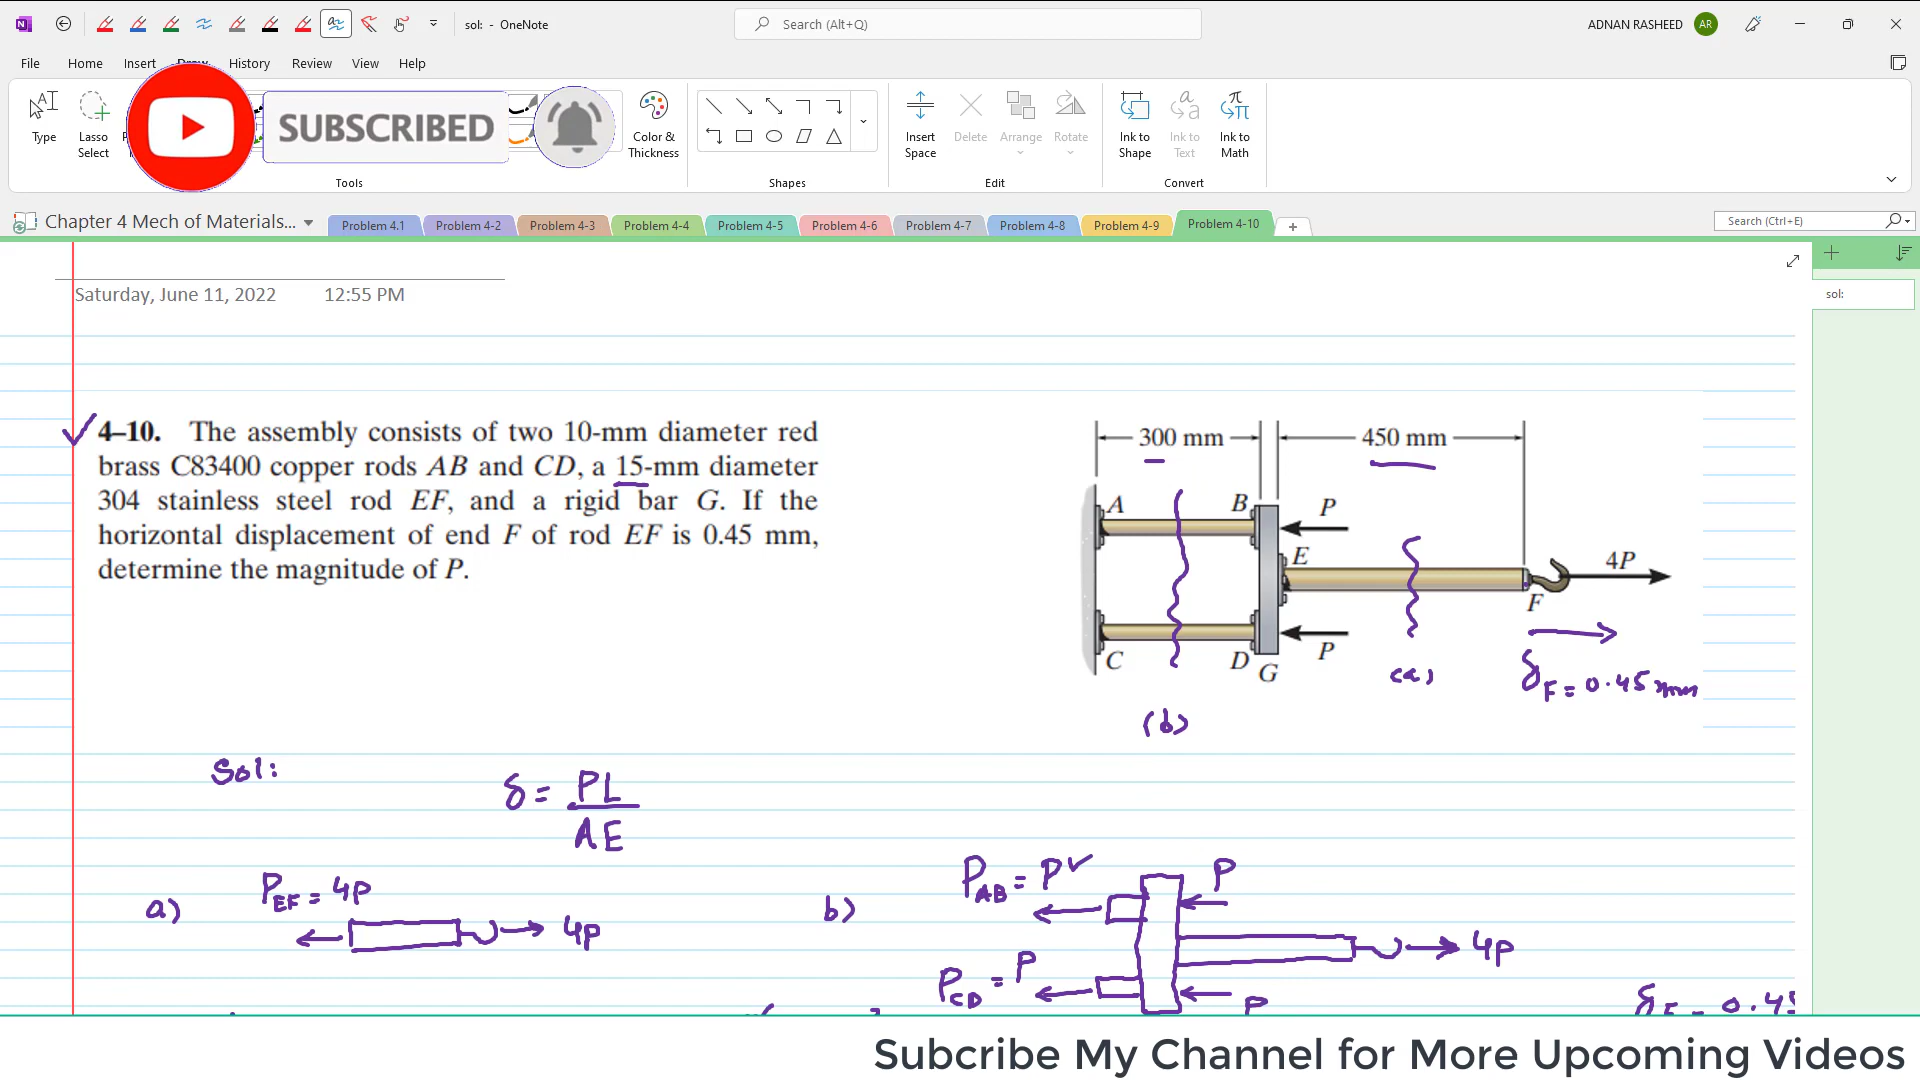 sol: - OneNote
Search (Alt+Q)
ADNAN RASHEED AR
File Home Insert History Review View Help
SUBSCRIBED
Type
Lasso Select
Color & Thickness
Insert Space
Delete
Arrange
Rotate
Ink to Shape
Ink to Text
Ink to Math
Tools Shapes Edit Convert
Chapter 4 Mech of Materials...
Problem 4.1 Problem 4-2 Problem 4-3 Problem 4-4 Problem 4-5 Problem 4-6 Problem 4-7 Problem 4-8 Problem 4-9 Problem 4-10
Search (Ctrl+E)
sol:
Saturday, June 11, 2022 12:55 PM
4–10. The assembly consists of two 10-mm diameter red
brass C83400 copper rods AB and CD, a 15-mm diameter
304 stainless steel rod EF, and a rigid bar G. If the
horizontal displacement of end F of rod EF is 0.45 mm,
determine the magnitude of P.
300 mm 450 mm
A B P
E 4P
F
C D G P
(a) δF = 0.45 mm
(b)
Sol:
δ = PL
AE
a) PEF = 4P
4P
b) PAB = P P
4P
PCD = P P
Subcribe My Channel for More Upcoming Videos